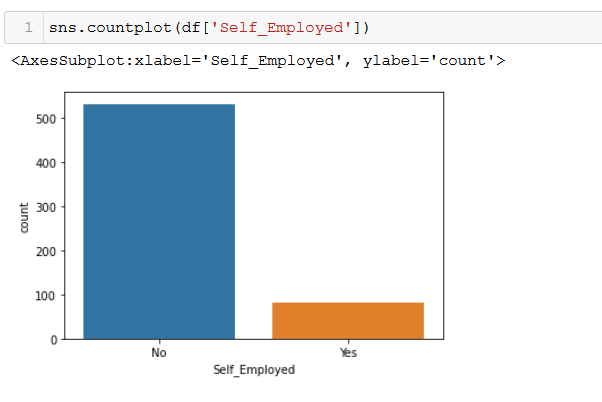 1 sns.countplot(df['Self_Employed'])
<AxesSubplot:xlabel='Self_Employed', ylabel='count'>
500
400
300
200
100
0
count
No Yes
Self_Employed